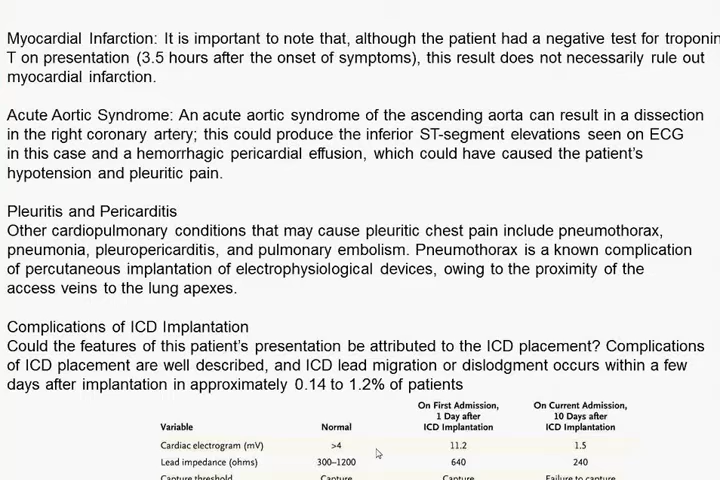 Myocardial Infarction: It is important to note that, although the patient had a negative test for troponin
T on presentation (3.5 hours after the onset of symptoms), this result does not necessarily rule out
myocardial infarction.
Acute Aortic Syndrome: An acute aortic syndrome of the ascending aorta can result in a dissection
in the right coronary artery; this could produce the inferior ST-segment elevations seen on ECG
in this case and a hemorrhagic pericardial effusion, which could have caused the patient's
hypotension and pleuritic pain.
Pleuritis and Pericarditis
Other cardiopulmonary conditions that may cause pleuritic chest pain include pneumothorax,
pneumonia, pleuropericarditis, and pulmonary embolism. Pneumothorax is a known complication
of percutaneous implantation of electrophysiological devices, owing to the proximity of the
access veins to the lung apexes.
Complications of ICD Implantation
Could the features of this patient's presentation be attributed to the ICD placement? Complications
of ICD placement are well described, and ICD lead migration or dislodgment occurs within a few
days after implantation in approximately 0.14 to 1.2% of patients
Variable Normal On First Admission, 1 Day after ICD Implantation On Current Admission, 10 Days after ICD Implantation
Cardiac electrogram (mV) >4 11.2 1.5
Lead impedance (ohms) 300–1200 640 240
Capture threshold Capture Capture Failure to capture